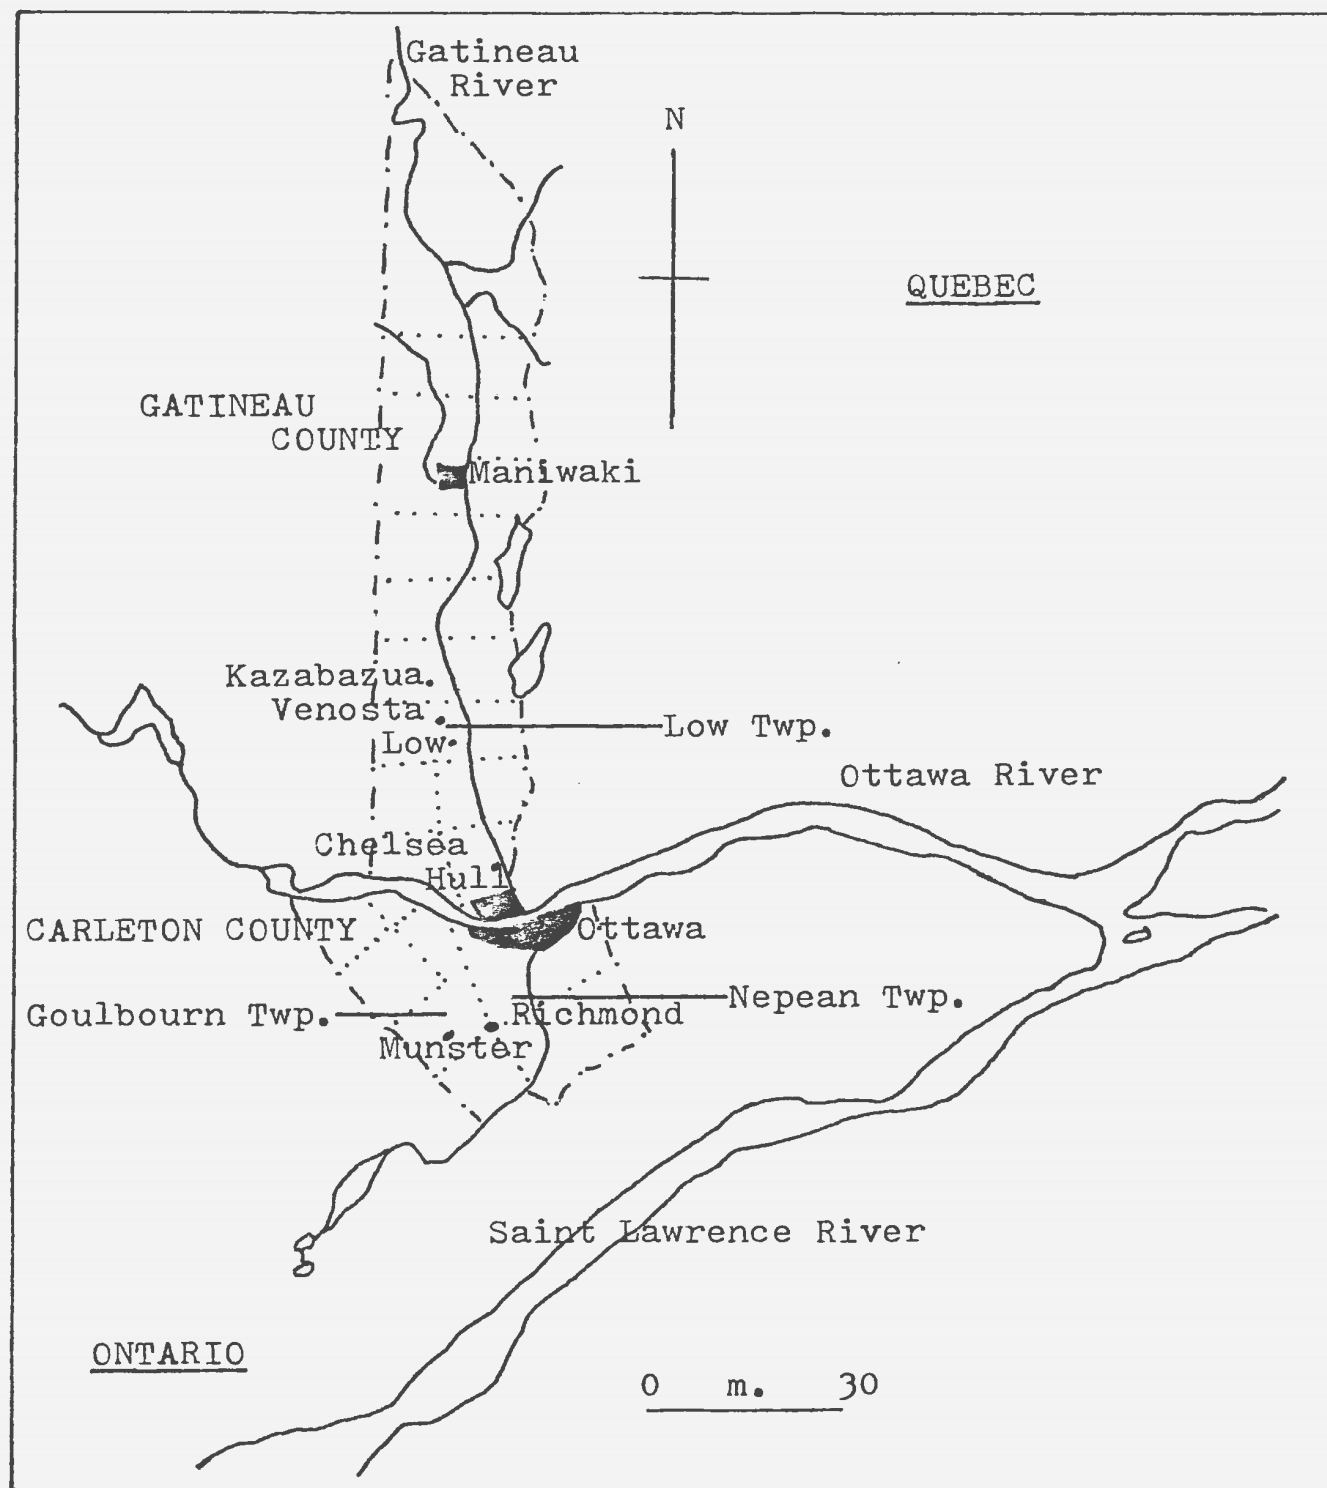 Gatineau
River
N
QUEBEC
GATINEAU
COUNTY
Maniwaki
Kazabazua
Venosta
Low
Low Twp.
Ottawa River
Chelsea
Hull
CARLETON COUNTY
Ottawa
Nepean Twp.
Goulbourn Twp.
Richmond
Munster
Saint Lawrence River
ONTARIO
0 m. 30